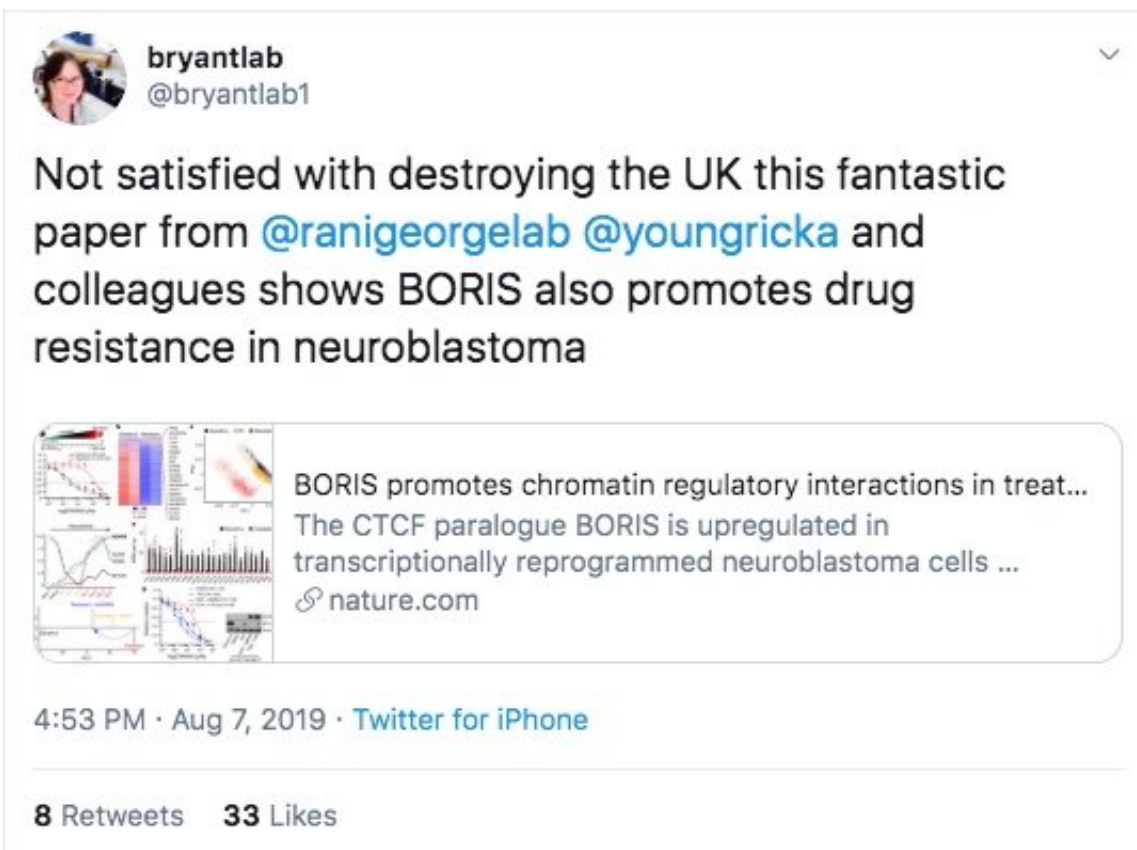 bryantlab
@bryantlab1
Not satisfied with destroying the UK this fantastic
paper from @ranigeorgelab @youngricka and
colleagues shows BORIS also promotes drug
resistance in neuroblastoma
BORIS promotes chromatin regulatory interactions in treat...
The CTCF paralogue BORIS is upregulated in
transcriptionally reprogrammed neuroblastoma cells ...
nature.com
4:53 PM · Aug 7, 2019 · Twitter for iPhone
8 Retweets 33 Likes